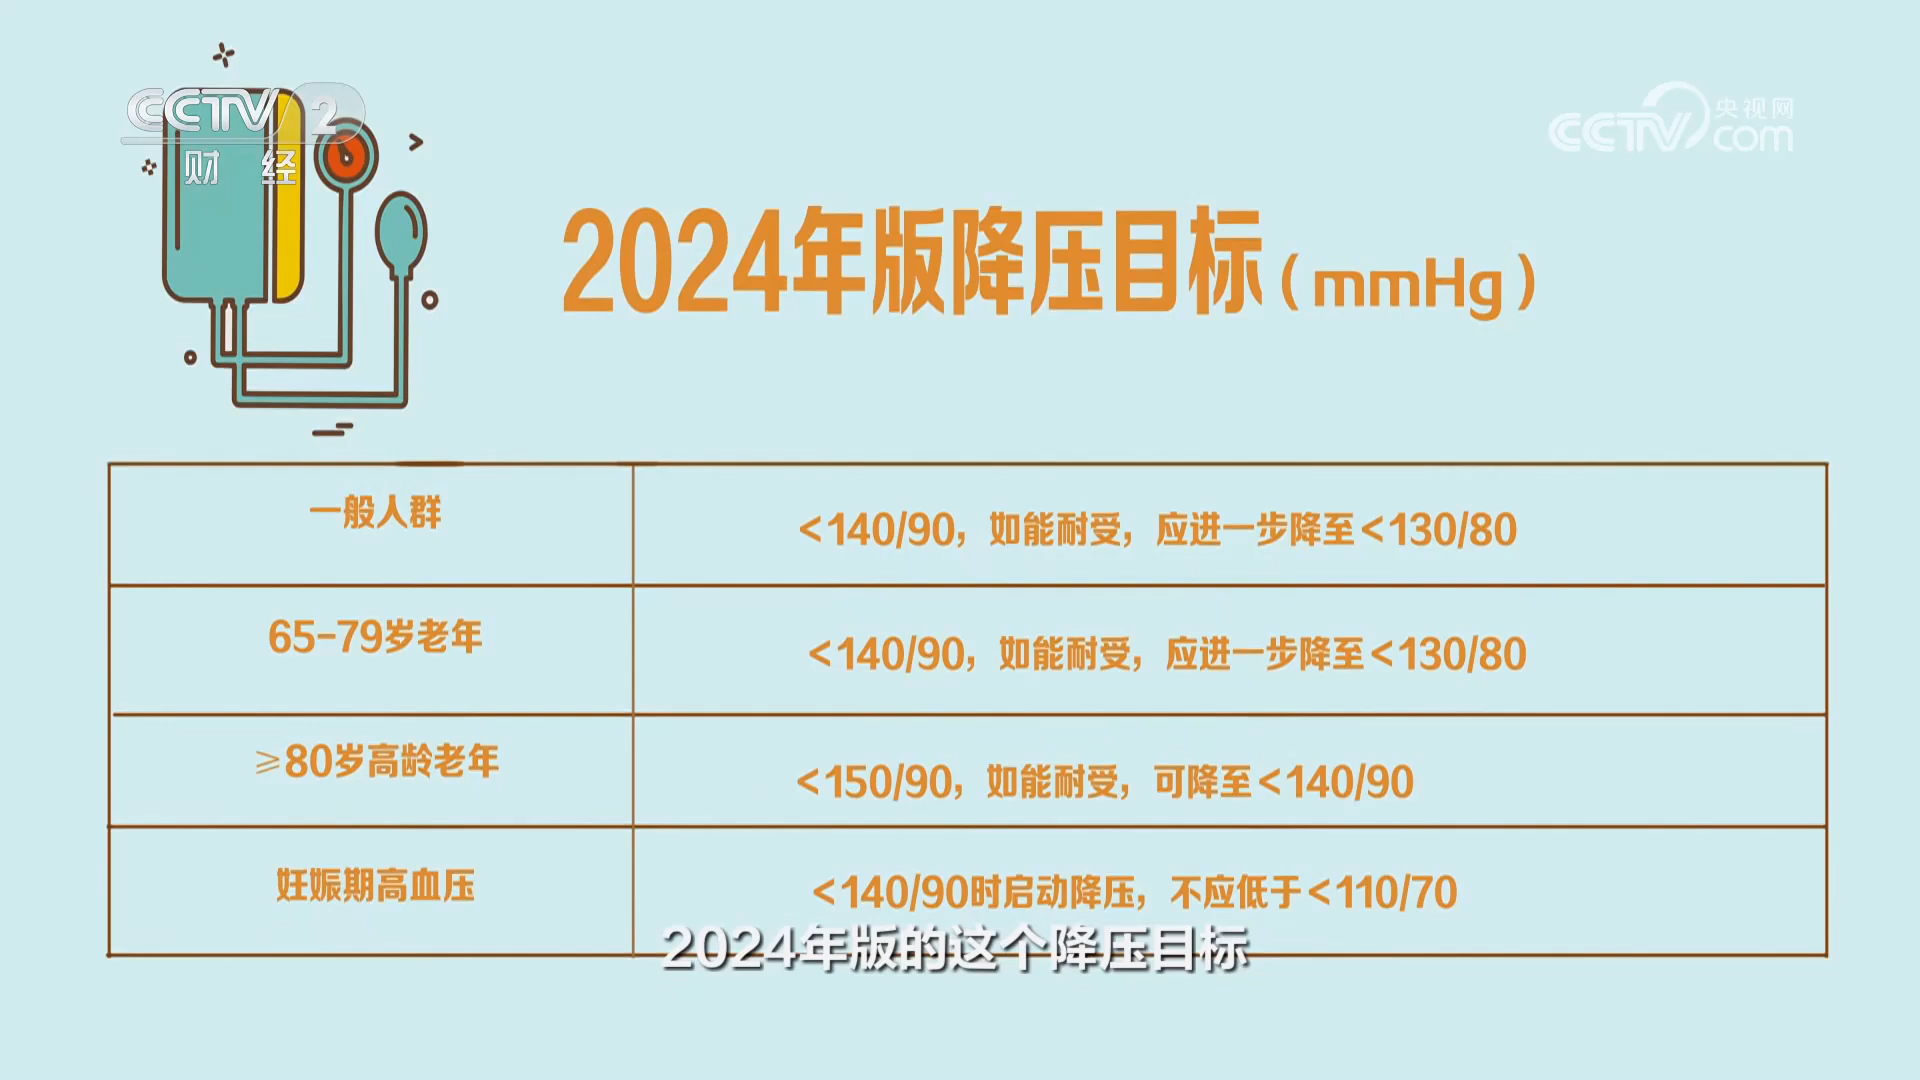 CCTV 2
财 经
央视网
CCTV com
2024年版降压目标（mmHg）
一般人群
<140/90，如能耐受，应进一步降至<130/80
65-79岁老年
<140/90，如能耐受，应进一步降至<130/80
≥80岁高龄老年
<150/90，如能耐受，可降至<140/90
妊娠期高血压
<140/90时启动降压，不应低于<110/70
2024年版的这个降压目标